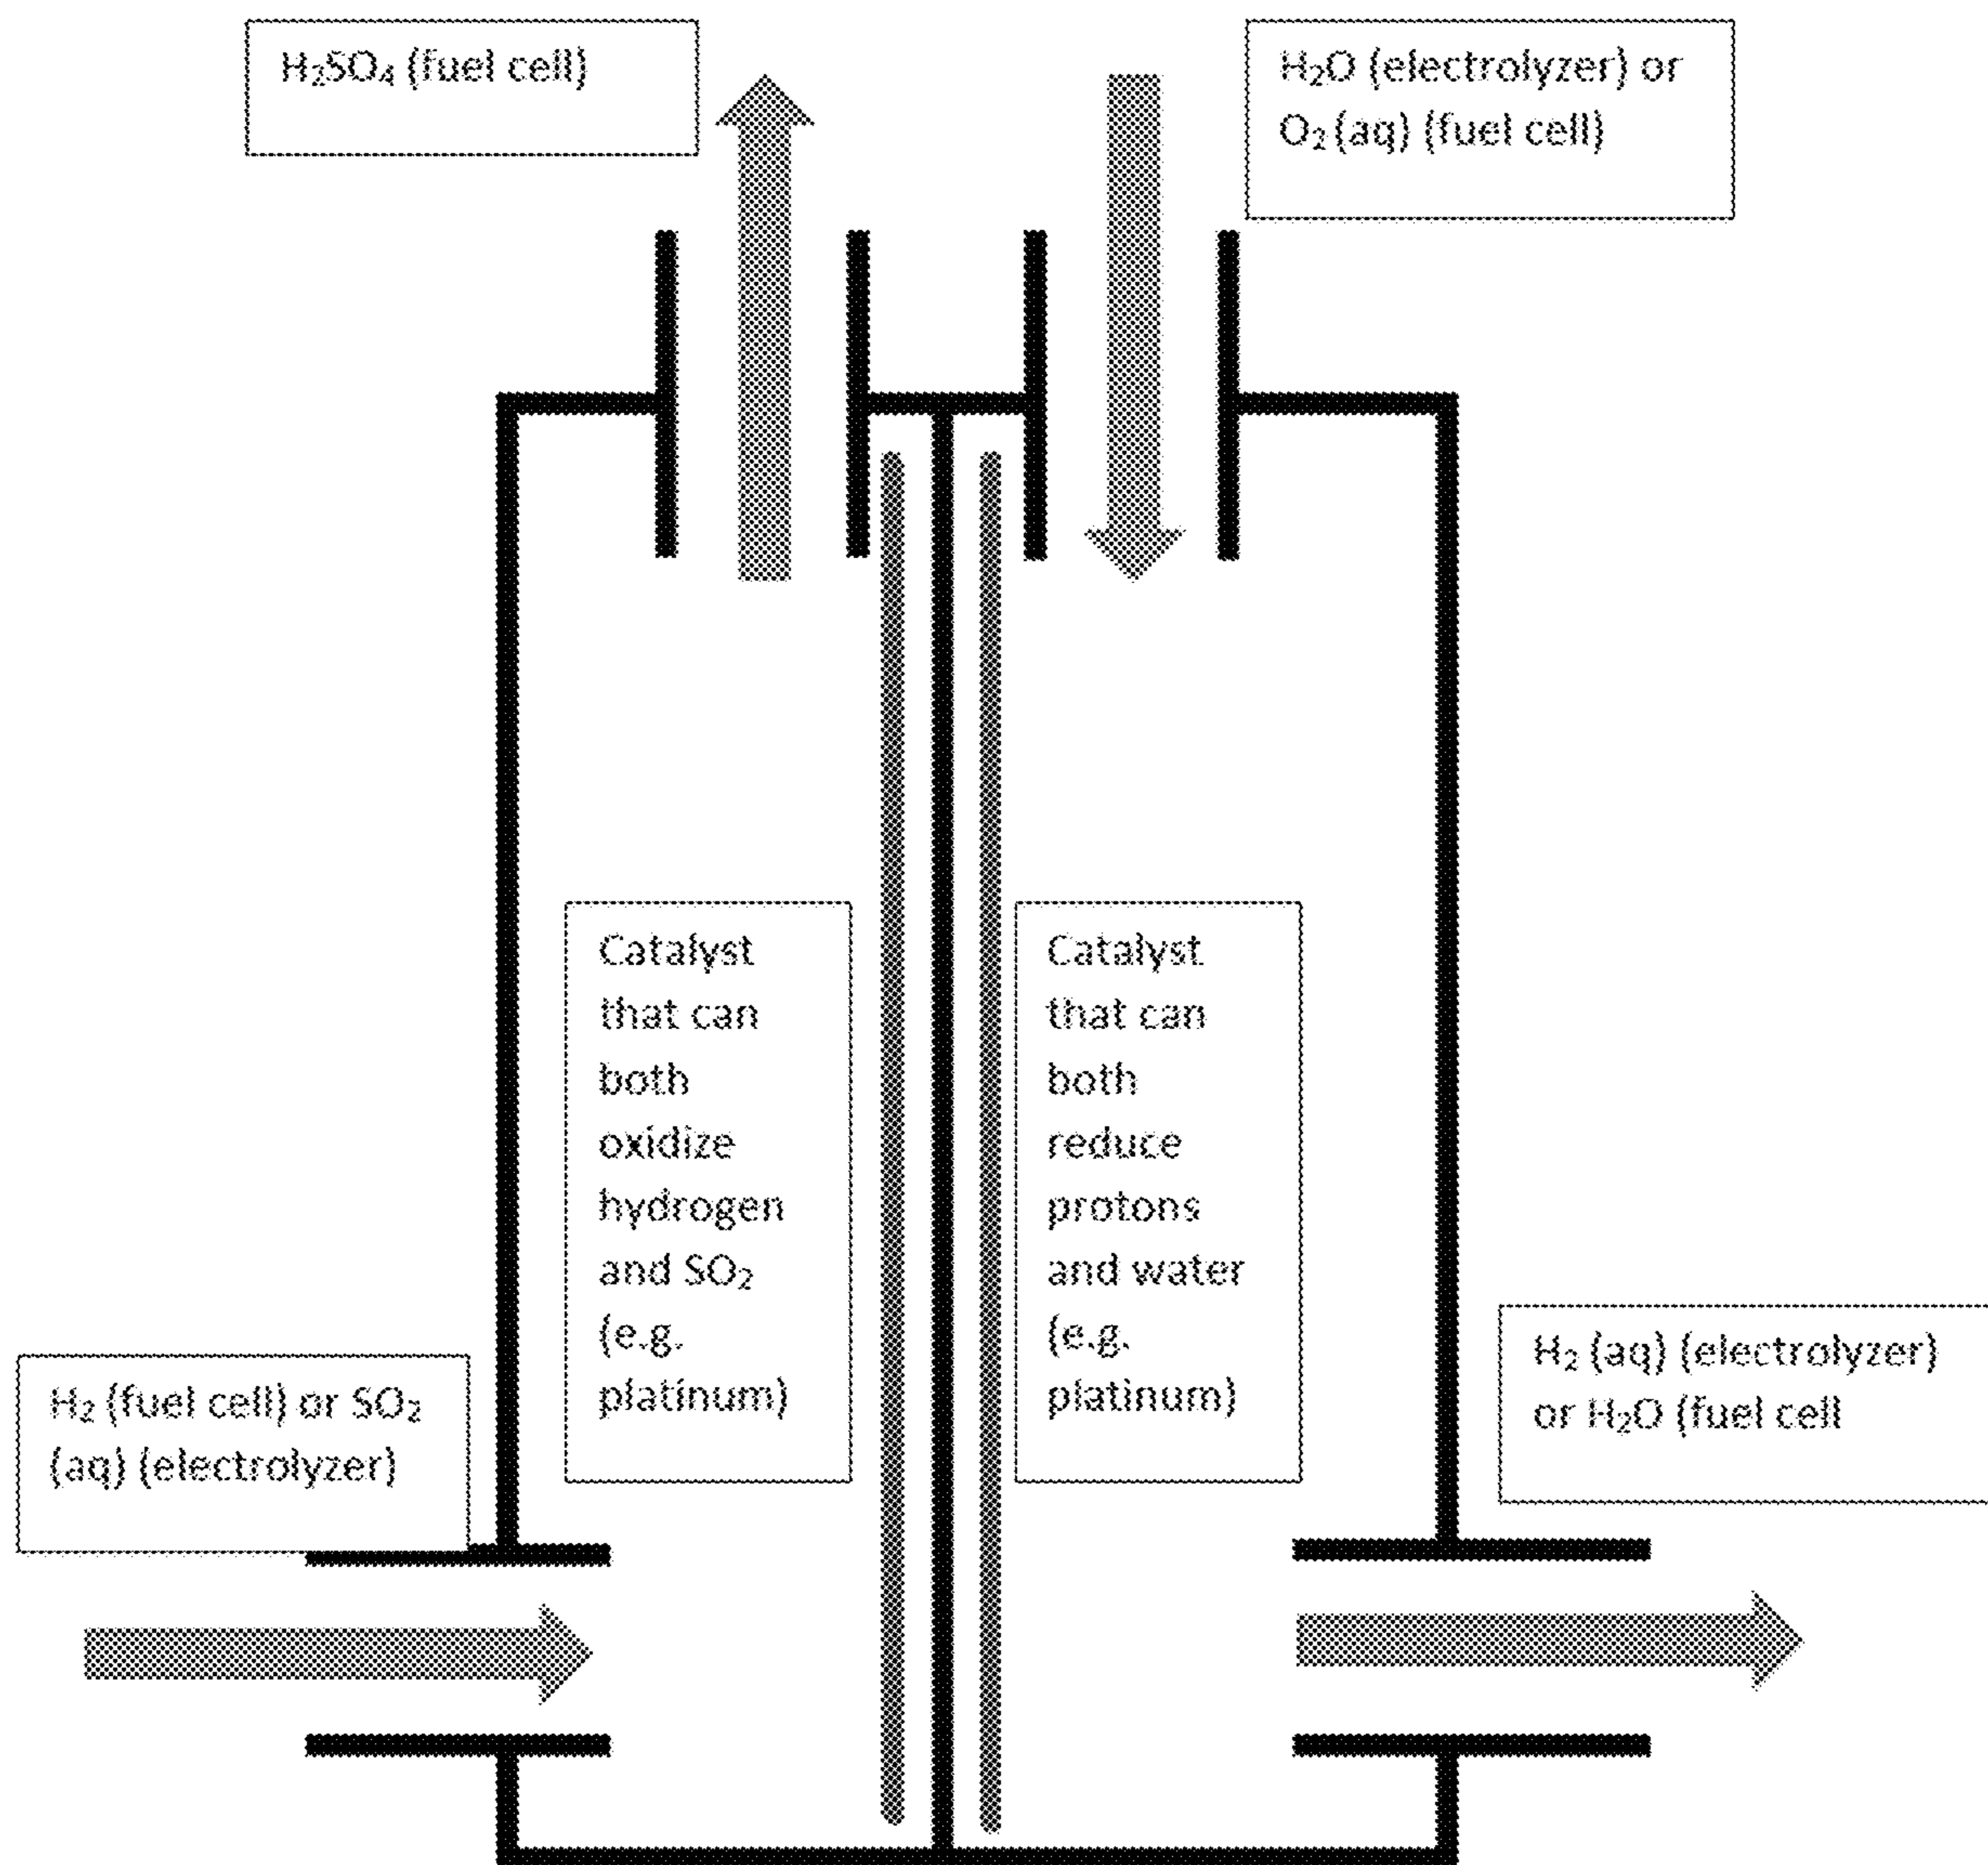 H₂SO₄ (fuel cell)
H₂O (electrolyzer) or
O₂ (aq) (fuel cell)
Catalyst
that can
both
oxidize
hydrogen
and SO₂
(e.g.
platinum)
Catalyst
that can
both
reduce
protons
and water
(e.g.
platinum)
H₂ (fuel cell) or SO₂
(aq) (electrolyzer)
H₂ (aq) (electrolyzer)
or H₂O (fuel cell